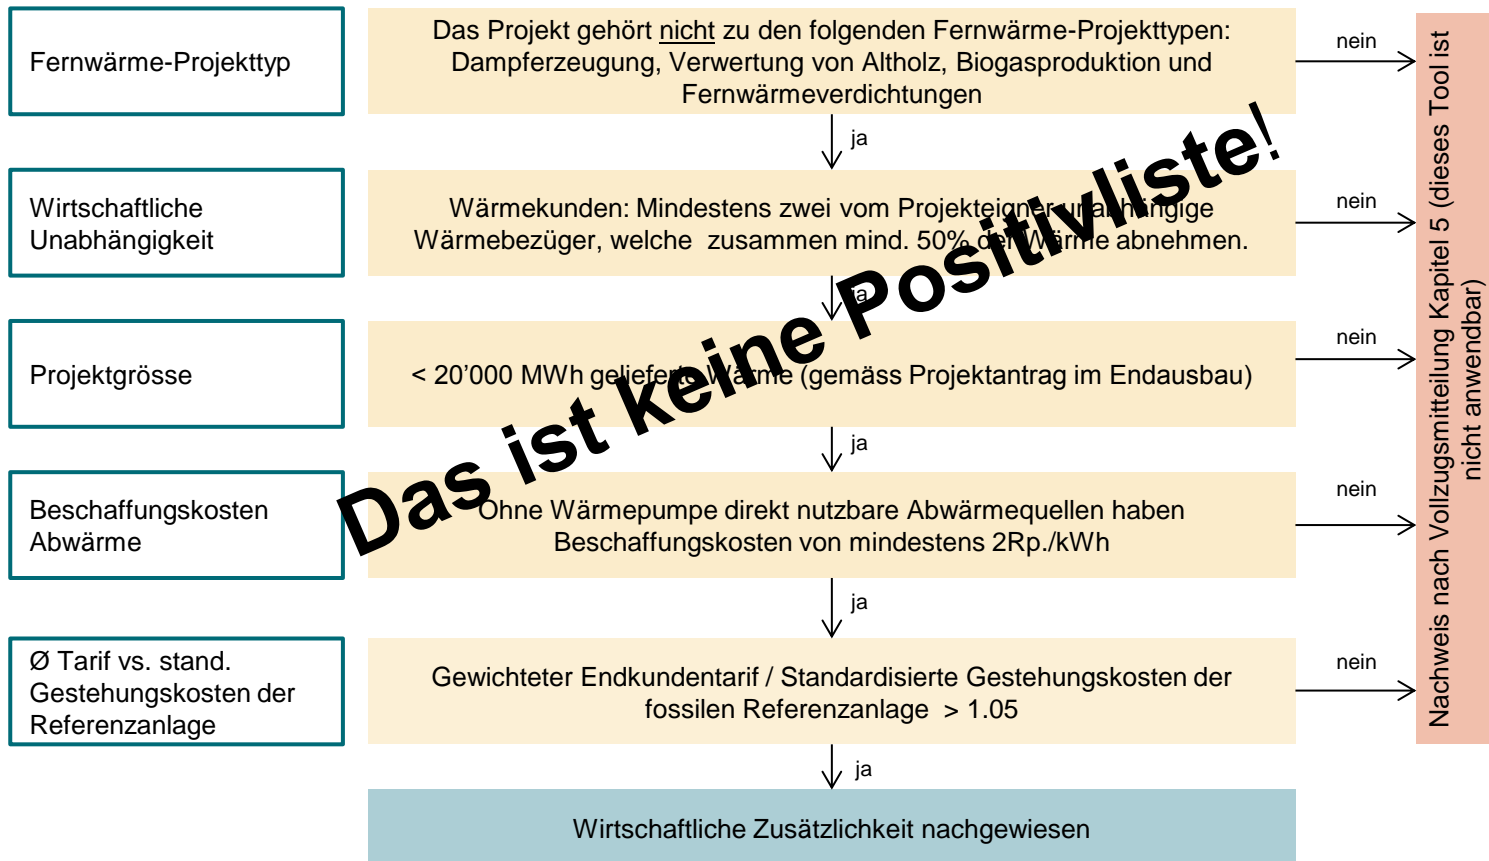 Fernwärme-Projekttyp
Das Projekt gehört nicht zu den folgenden Fernwärme-Projekttypen:
Dampferzeugung, Verwertung von Altholz, Biogasproduktion und
Fernwärmeverdichtungen
nein
ja
Wirtschaftliche
Unabhängigkeit
Wärmekunden: Mindestens zwei vom Projekteigner unabhängige
Wärmebezüger, welche zusammen mind. 50% der Wärme abnehmen.
nein
ja
Projektgrösse
< 20’000 MWh gelieferte Wärme (gemäss Projektantrag im Endausbau)
nein
ja
Beschaffungskosten
Abwärme
Ohne Wärmepumpe direkt nutzbare Abwärmequellen haben
Beschaffungskosten von mindestens 2Rp./kWh
nein
ja
Ø Tarif vs. stand.
Gestehungskosten der
Referenzanlage
Gewichteter Endkundentarif / Standardisierte Gestehungskosten der
fossilen Referenzanlage > 1.05
nein
ja
Wirtschaftliche Zusätzlichkeit nachgewiesen
Nachweis nach Vollzugsmitteilung Kapitel 5 (dieses Tool ist
nicht anwendbar)
Das ist keine Positivliste!